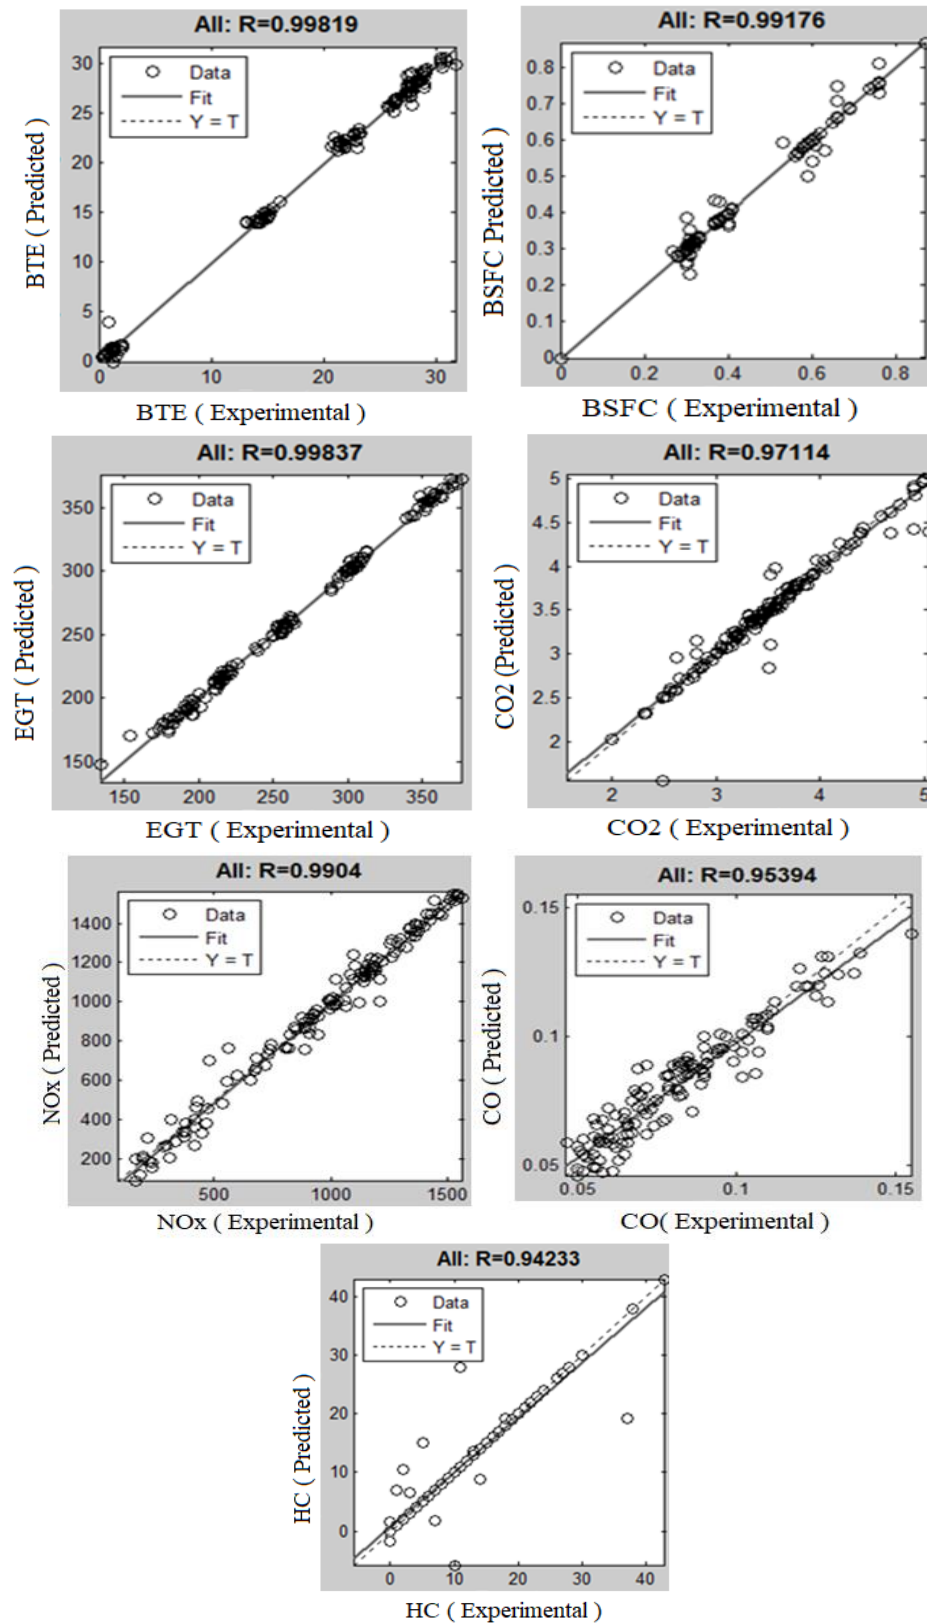 All: R=0.99819
Data
Fit
Y = T
30
25
20
15
10
5
0
0 10 20 30
BTE ( Predicted )
BTE ( Experimental )
All: R=0.99176
Data
Fit
Y = T
0.8
0.7
0.6
0.5
0.4
0.3
0.2
0.1
0
0 0.2 0.4 0.6 0.8
BSFC Predicted )
BSFC ( Experimental )
All: R=0.99837
Data
Fit
Y = T
350
300
250
200
150
150 200 250 300 350
EGT ( Predicted )
EGT ( Experimental )
All: R=0.97114
Data
Fit
Y = T
5
4.5
4
3.5
3
2.5
2
2 3 4 5
CO2 (Predicted )
CO2 ( Experimental )
All: R=0.9904
Data
Fit
Y = T
1400
1200
1000
800
600
400
200
500 1000 1500
NOx ( Predicted )
NOx ( Experimental )
All: R=0.95394
Data
Fit
Y = T
0.15
0.1
0.05
0.05 0.1 0.15
CO ( Predicted )
CO( Experimental )
All: R=0.94233
Data
Fit
Y = T
40
30
20
10
0
0 10 20 30 40
HC ( Predicted )
HC ( Experimental )